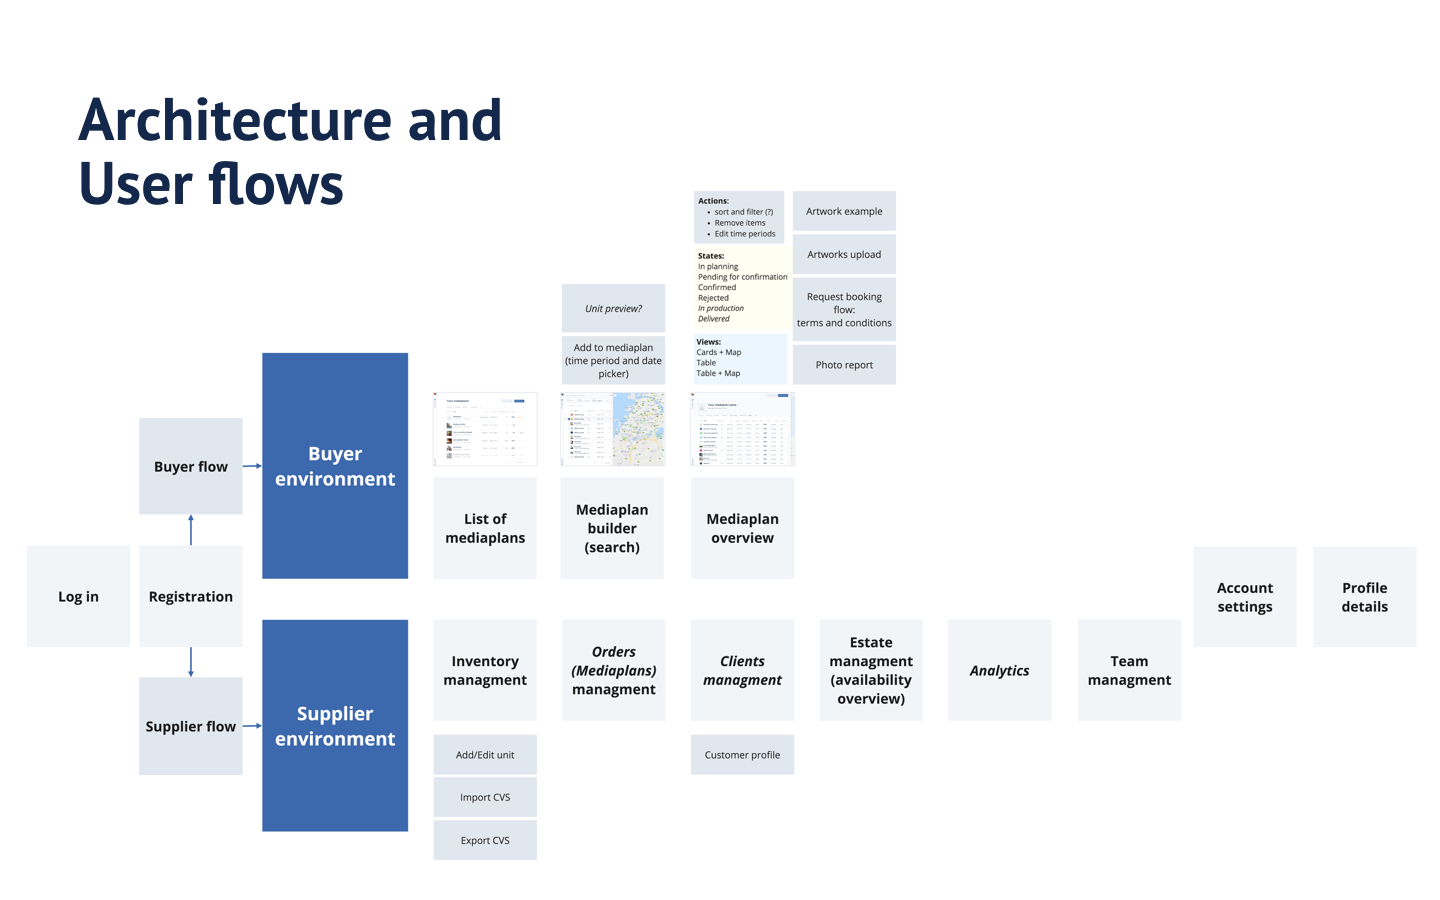 Architecture and
User flows
Actions:
• sort and filter (?)
• Remove items
• Edit time periods
States:
In planning
Pending for confirmation
Confirmed
Rejected
In production
Delivered
Views:
Cards + Map
Table
Table + Map
Artwork example
Artworks upload
Request booking
flow:
terms and conditions
Photo report
Unit preview?
Add to mediaplan
(time period and date
picker)
Buyer flow
Buyer
environment
List of
mediaplans
Mediaplan
builder
(search)
Mediaplan
overview
Log in
Registration
Account
settings
Profile
details
Supplier flow
Supplier
environment
Inventory
managment
Orders
(Mediaplans)
managment
Clients
managment
Estate
managment
(availability
overview)
Analytics
Team
managment
Add/Edit unit
Import CVS
Export CVS
Customer profile